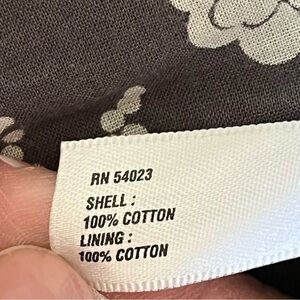 RN 54023
SHELL :
100% COTTON
LINING :
100% COTTON